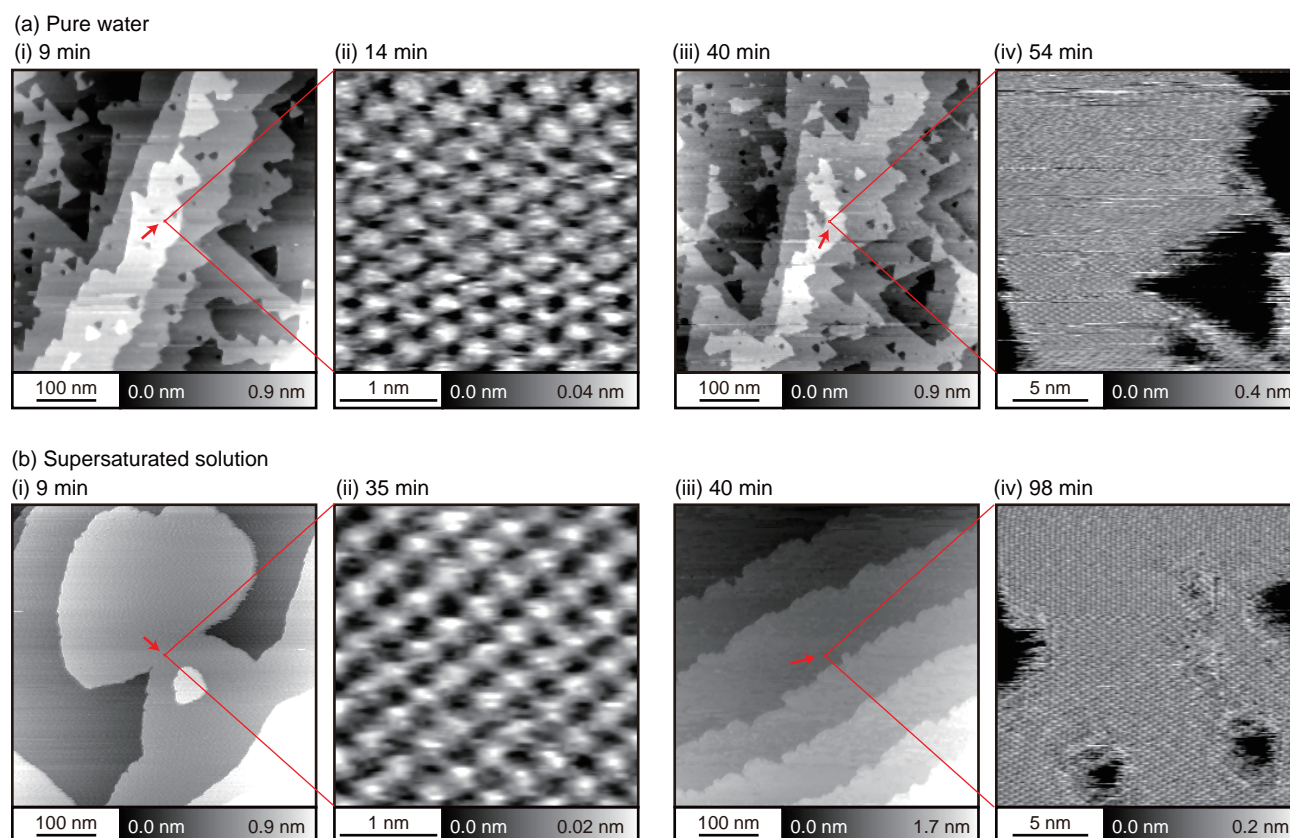 (a) Pure water
(i) 9 min
(ii) 14 min
(iii) 40 min
(iv) 54 min
100 nm 0.0 nm 0.9 nm
1 nm 0.0 nm 0.04 nm
100 nm 0.0 nm 0.9 nm
5 nm 0.0 nm 0.4 nm
(b) Supersaturated solution
(i) 9 min
(ii) 35 min
(iii) 40 min
(iv) 98 min
100 nm 0.0 nm 0.9 nm
1 nm 0.0 nm 0.02 nm
100 nm 0.0 nm 1.7 nm
5 nm 0.0 nm 0.2 nm